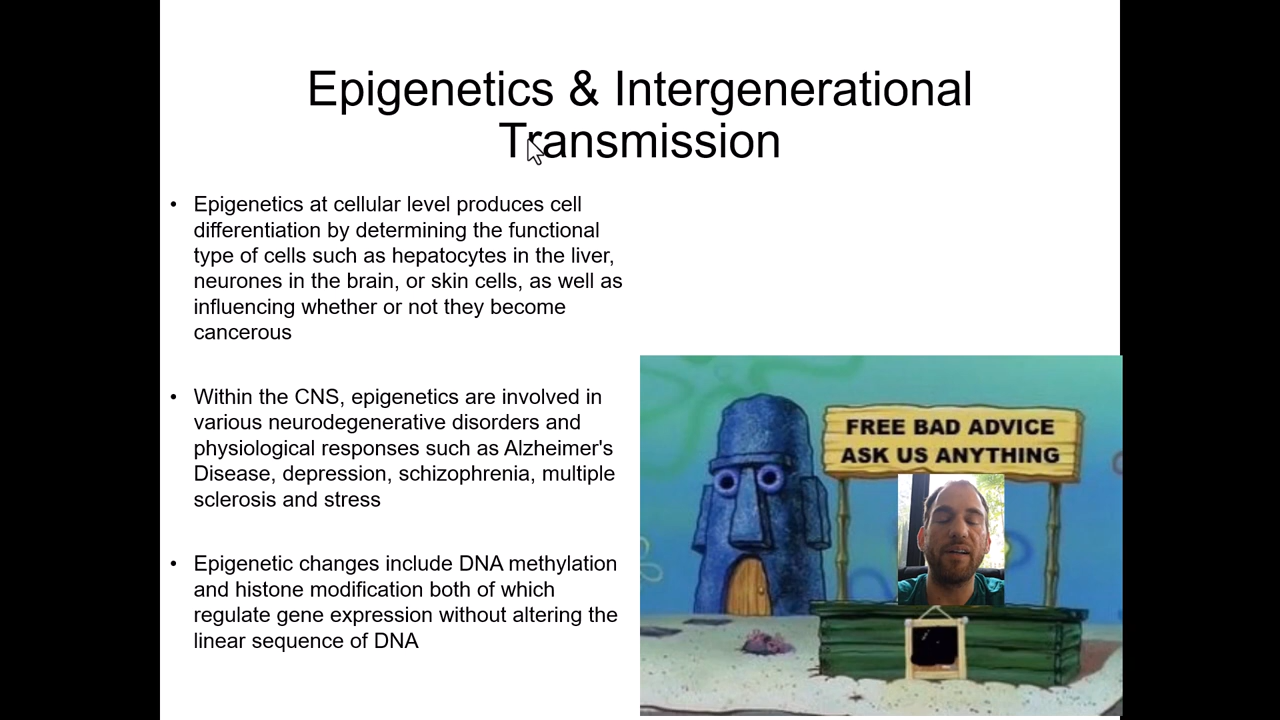 Epigenetics & Intergenerational
Transmission
• Epigenetics at cellular level produces cell
differentiation by determining the functional
type of cells such as hepatocytes in the liver,
neurones in the brain, or skin cells, as well as
influencing whether or not they become
cancerous
• Within the CNS, epigenetics are involved in
various neurodegenerative disorders and
physiological responses such as Alzheimer's
Disease, depression, schizophrenia, multiple
sclerosis and stress
• Epigenetic changes include DNA methylation
and histone modification both of which
regulate gene expression without altering the
linear sequence of DNA
FREE BAD ADVICE
ASK US ANYTHING